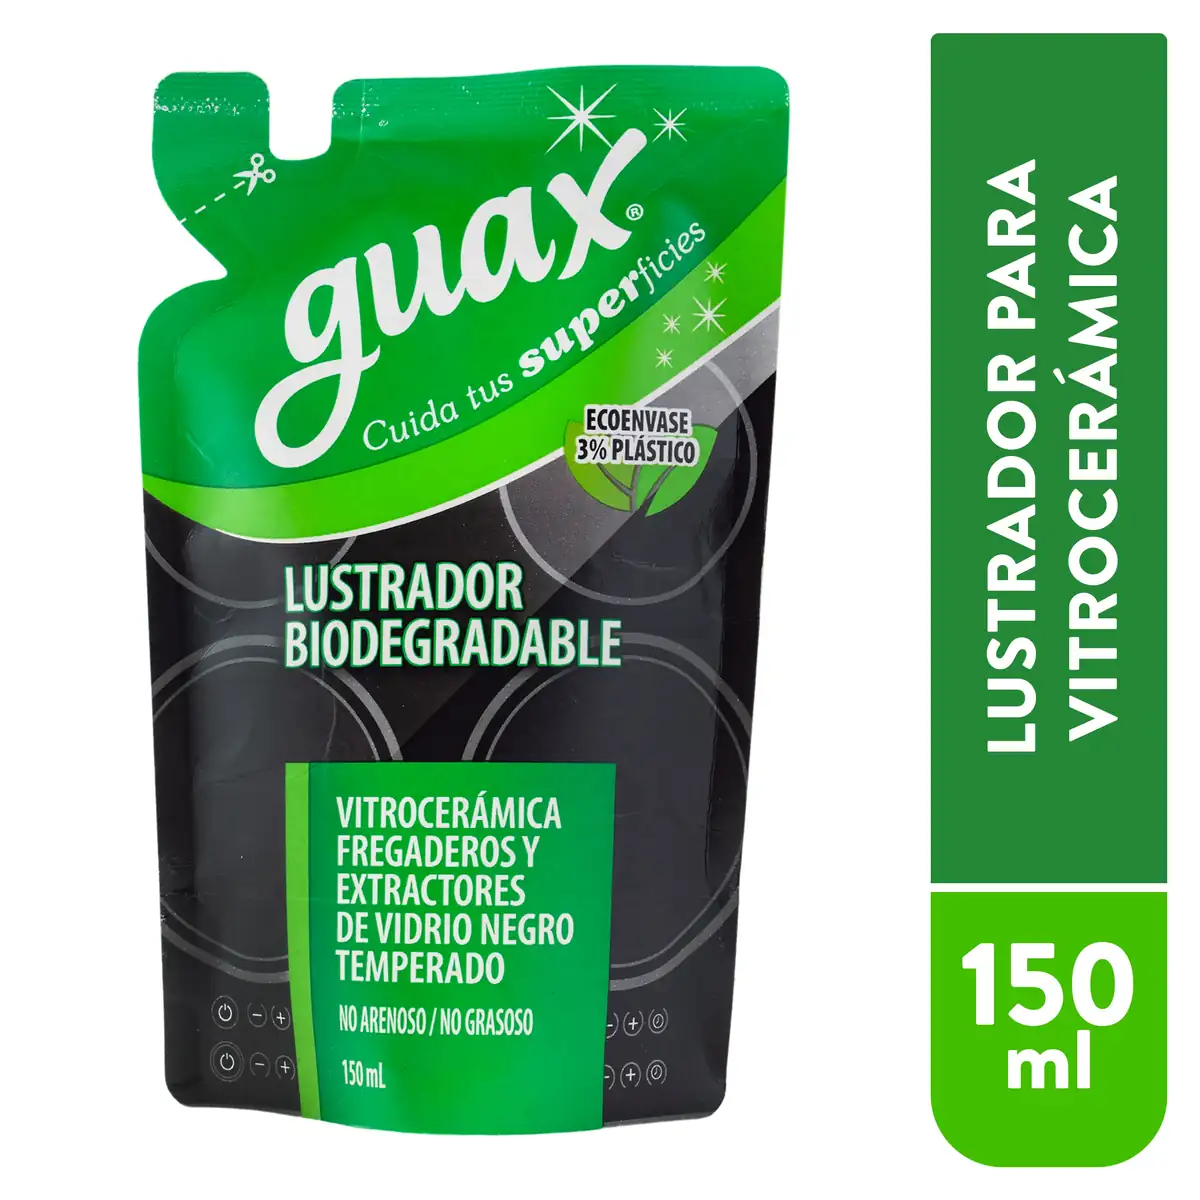 guax®
Cuida tus superficies
ECOENVASE
3% PLÁSTICO
LUSTRADOR
BIODEGRADABLE
VITROCERÁMICA
FREGADEROS Y
EXTRACTORES
DE VIDRIO NEGRO
TEMPERADO
NO ARENOSO / NO GRASOSO
150 mL
LUSTRADOR PARA
VITROCERÁMICA
150
ml